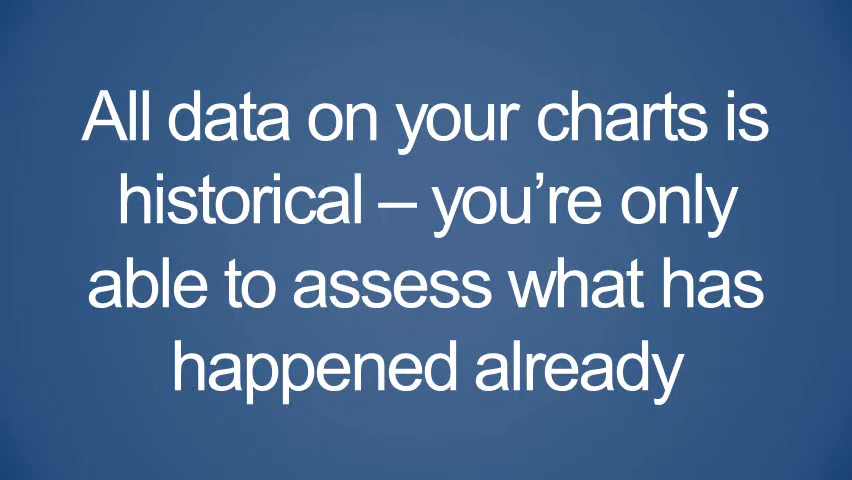 All data on your charts is
historical – you’re only
able to assess what has
happened already